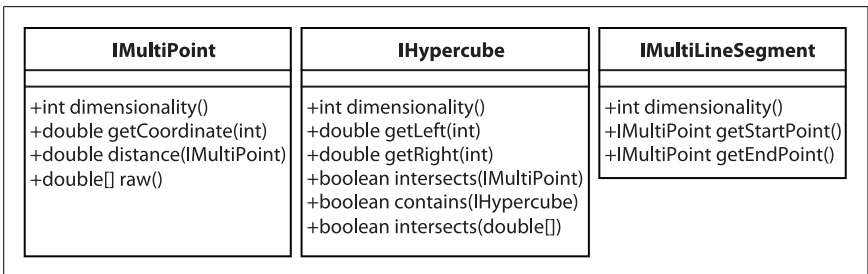 IMultiPoint
+int dimensionality()
+double getCoordinate(int)
+double distance(IMultiPoint)
+double[] raw()
IHypercube
+int dimensionality()
+double getLeft(int)
+double getRight(int)
+boolean intersects(IMultiPoint)
+boolean contains(IHypercube)
+boolean intersects(double[])
IMultiLineSegment
+int dimensionality()
+IMultiPoint getStartPoint()
+IMultiPoint getEndPoint()